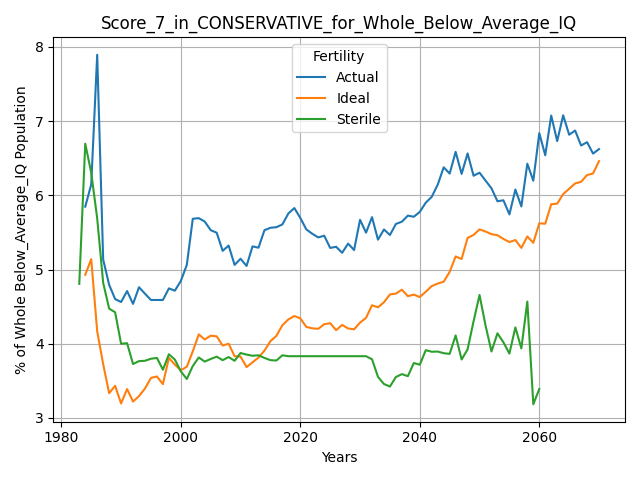 Score_7_in_CONSERVATIVE_for_Whole_Below_Average_IQ
% of Whole Below_Average_IQ Population
8
7
6
5
4
3
Fertility
Actual
Ideal
Sterile
1980 2000 2020 2040 2060
Years